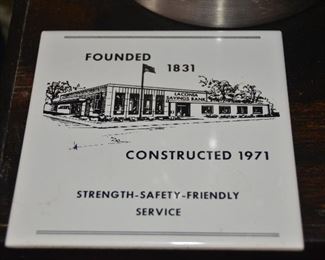 FOUNDED
1831
LACONIA
SAVINGS BANK
CONSTRUCTED 1971
STRENGTH-SAFETY-FRIENDLY
SERVICE